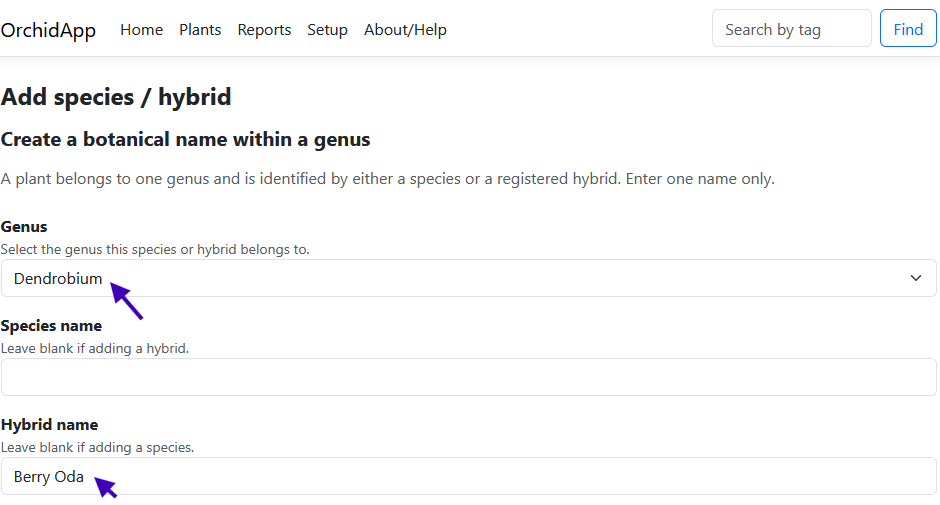 OrchidApp Home Plants Reports Setup About/Help Search by tag Find
Add species / hybrid
Create a botanical name within a genus
A plant belongs to one genus and is identified by either a species or a registered hybrid. Enter one name only.
Genus
Select the genus this species or hybrid belongs to.
Dendrobium
Species name
Leave blank if adding a hybrid.
Hybrid name
Leave blank if adding a species.
Berry Oda